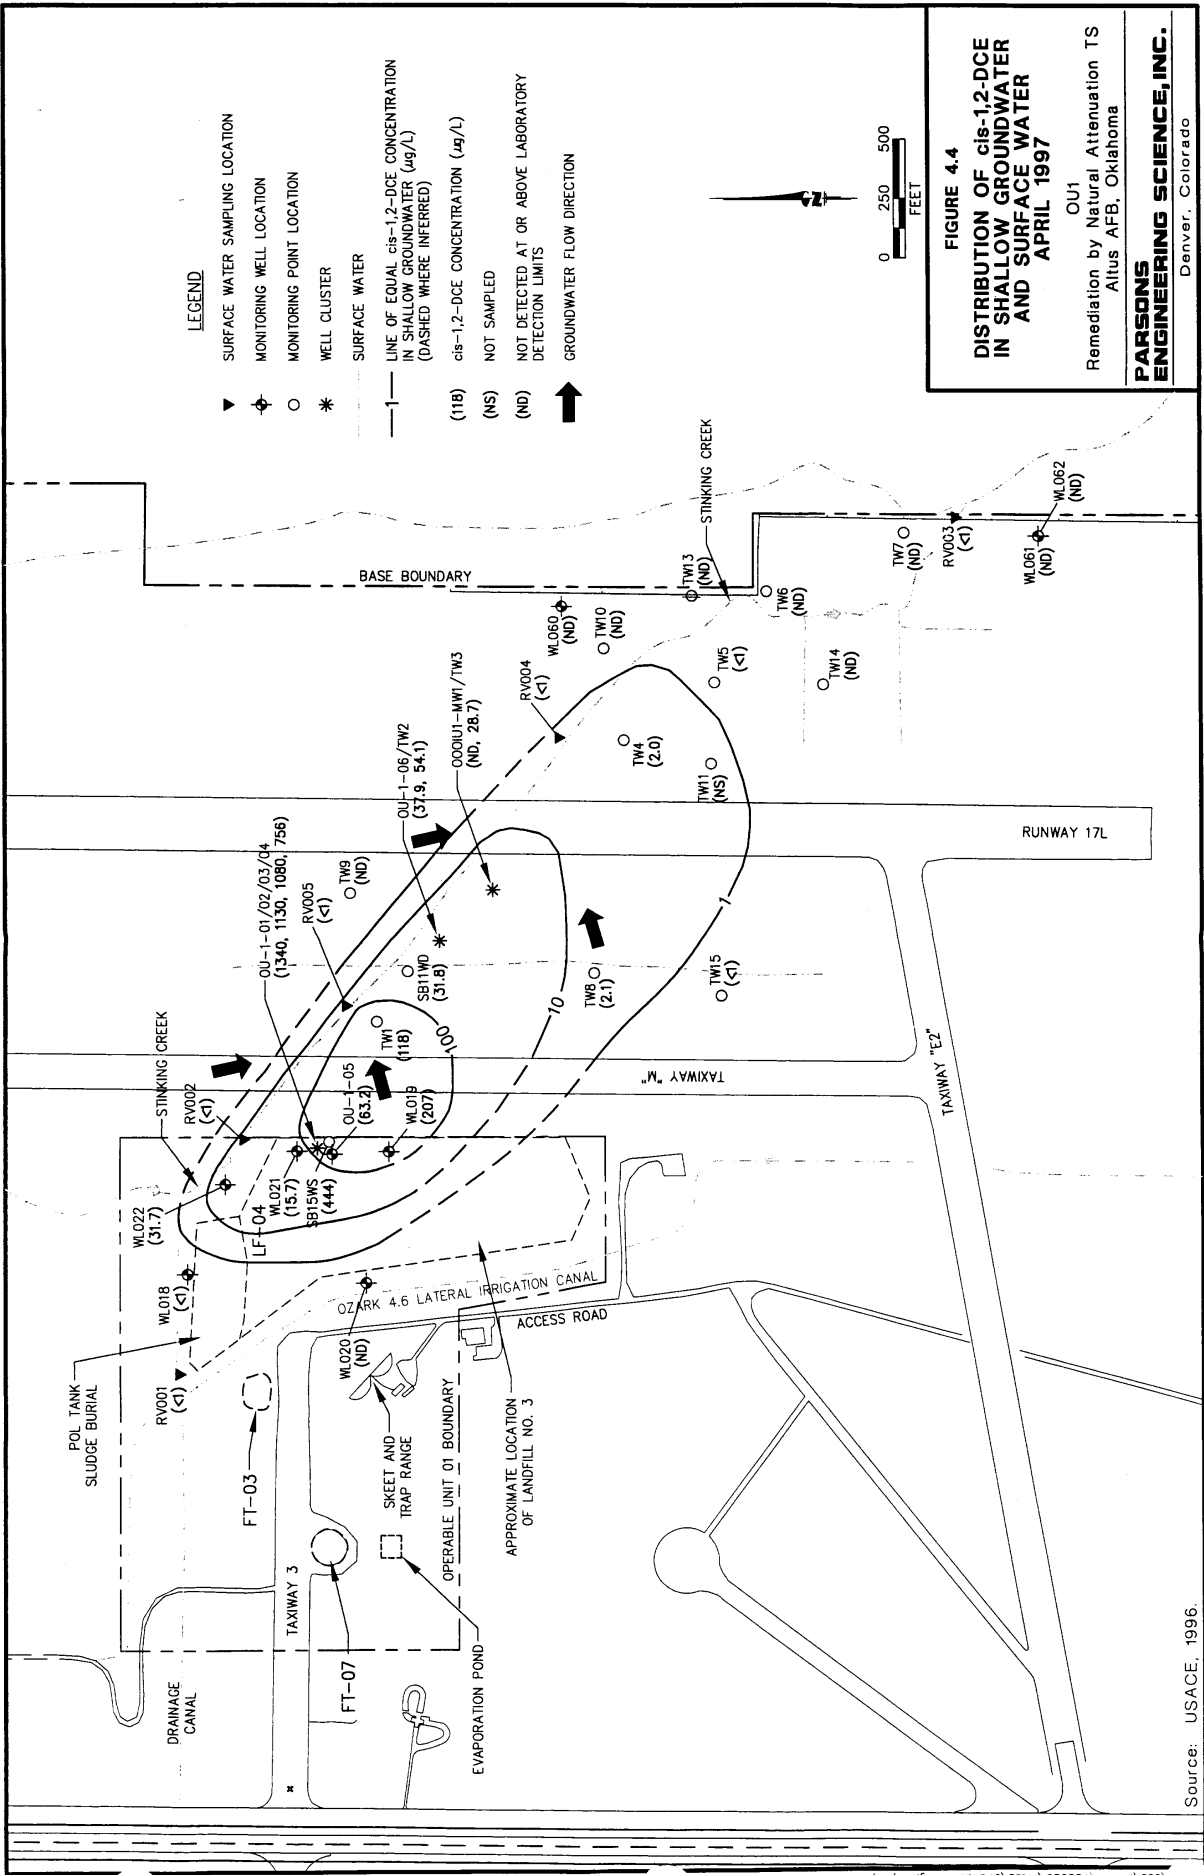 LEGEND
SURFACE WATER SAMPLING LOCATION
MONITORING WELL LOCATION
MONITORING POINT LOCATION
WELL CLUSTER
SURFACE WATER
1
LINE OF EQUAL cis-1,2-DCE CONCENTRATION
IN SHALLOW GROUNDWATER (µg/L)
(DASHED WHERE INFERRED)
(118)
cis-1,2-DCE CONCENTRATION (µg/L)
(NS)
NOT SAMPLED
(ND)
NOT DETECTED AT OR ABOVE LABORATORY
DETECTION LIMITS
GROUNDWATER FLOW DIRECTION
N
0 250 500
FEET
FIGURE 4.4
DISTRIBUTION OF cis-1,2-DCE
IN SHALLOW GROUNDWATER
AND SURFACE WATER
APRIL 1997
OU1
Remediation by Natural Attenuation TS
Altus AFB, Oklahoma
PARSONS
ENGINEERING SCIENCE, INC.
Denver, Colorado
POL TANK
SLUDGE BURIAL
DRAINAGE
CANAL
RV001
(<1)
WL018
(<1)
WL022
(31.7)
STINKING CREEK
RV002
(<1)
OU-1-01/02/03/04
(1340, 1130, 1080, 756)
RV005
(<1)
TW9
(ND)
OU-1-06/TW2
(37.9, 54.1)
OOOIU1-MW1/TW3
(ND, 28.7)
RV004
(<1)
BASE BOUNDARY
FT-03
LF-04
WL021
(15.7)
SB15WS
(444)
OU-1-05
(63.2)
WL019
(207)
TW1
(118)
100
SB11WD
(31.8)
WL060
(ND)
TW10
(ND)
TW13
(ND)
STINKING CREEK
TAXIWAY 3
FT-07
WL020
(ND)
OZARK 4.6 LATERAL IRRIGATION CANAL
ACCESS ROAD
SKEET AND
TRAP RANGE
OPERABLE UNIT 01 BOUNDARY
EVAPORATION POND
APPROXIMATE LOCATION
OF LANDFILL NO. 3
10
TW8
(2.1)
TW15
(<1)
1
TW4
(2.0)
TW11
(NS)
TW5
(<1)
TW6
(ND)
TW14
(ND)
TW7
(ND)
RV003
(<1)
WL061
(ND)
WL062
(ND)
TAXIWAY "M"
TAXIWAY "E2"
RUNWAY 17L
Source: USACE, 1996.